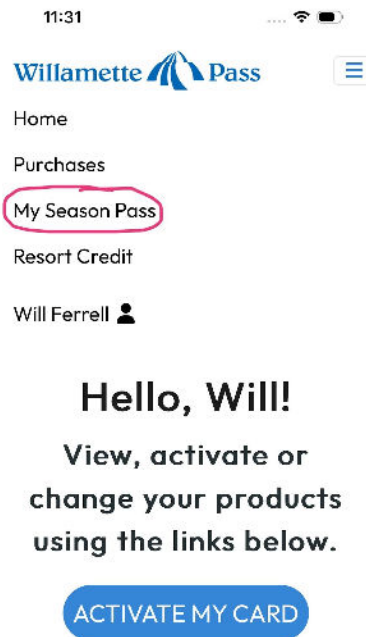 11:31
Willamette Pass
Home
Purchases
My Season Pass
Resort Credit
Will Ferrell
Hello, Will!
View, activate or
change your products
using the links below.
ACTIVATE MY CARD